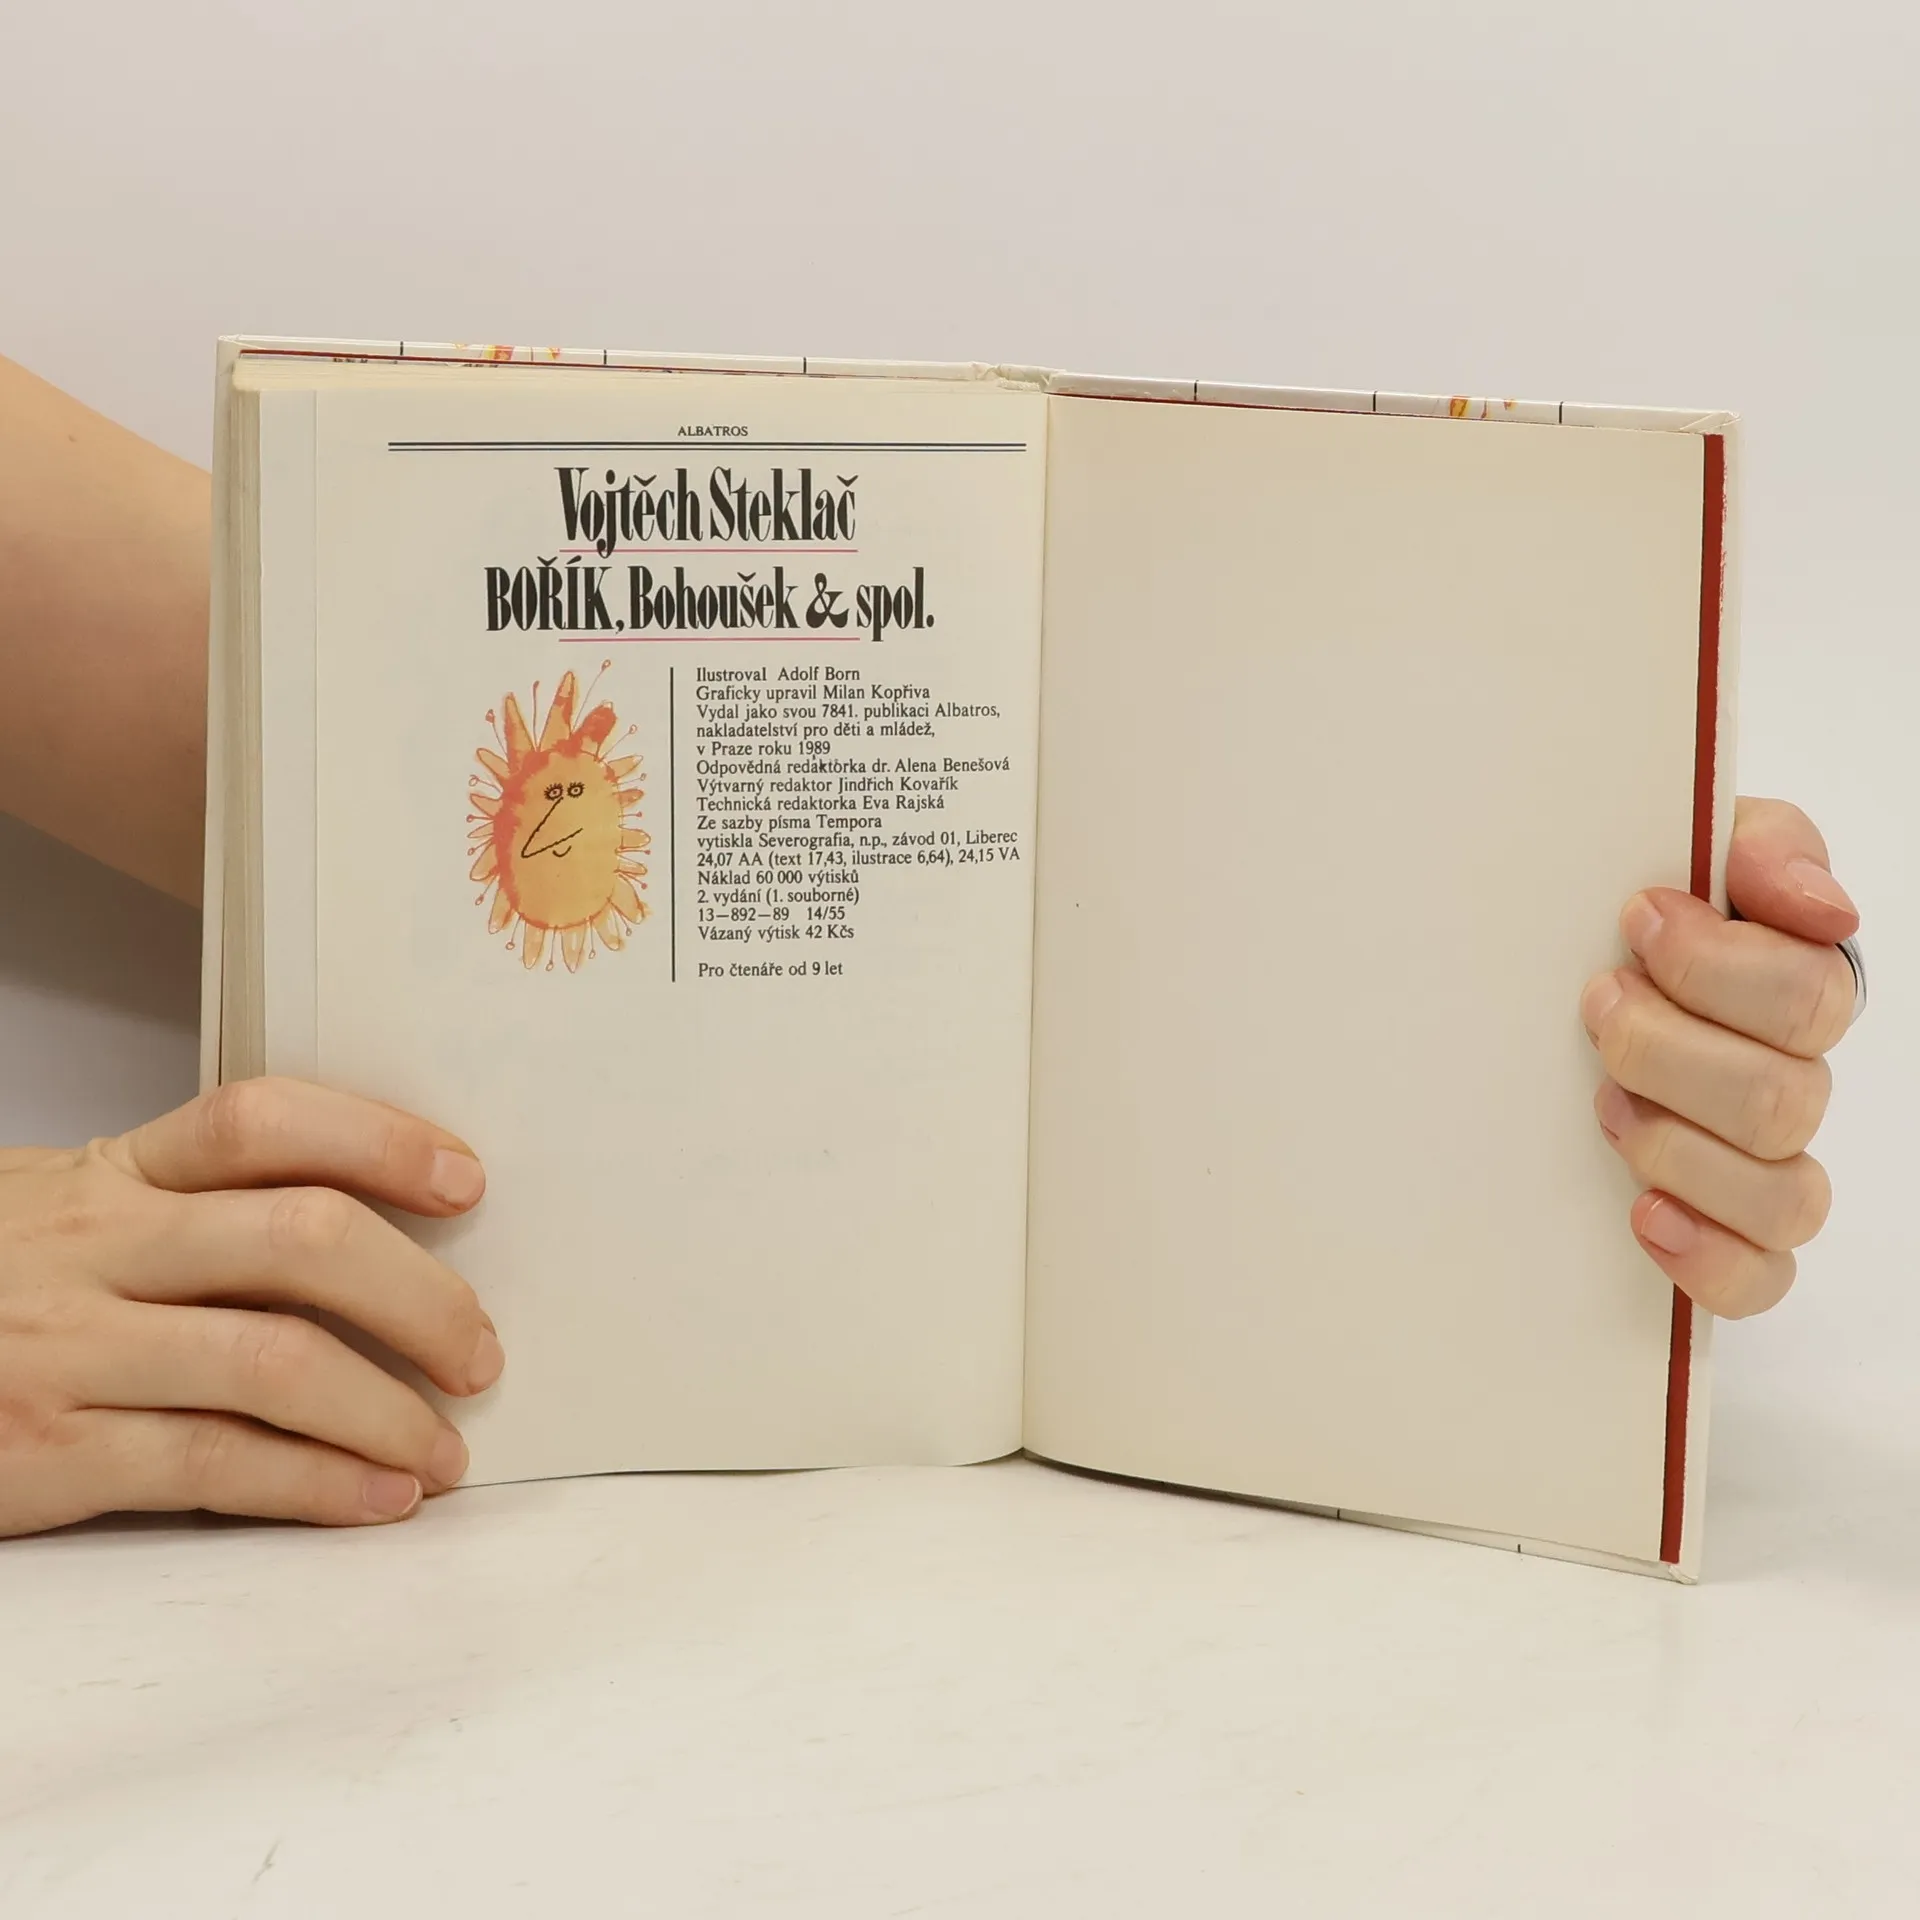 ALBATROS
Vojtěch Steklač
BOŘÍK, Bohoušek & spol.
Ilustroval Adolf Born
Graficky upravil Milan Kopřiva
Vydal jako svou 7841. publikaci Albatros,
nakladatelství pro děti a mládež,
v Praze roku 1989
Odpovědná redaktorka dr. Alena Benešová
Výtvarný redaktor Jindřich Kovařík
Technická redaktorka Eva Rajská
Ze sazby písma Tempora
vytiskla Severografia, n.p., závod 01, Liberec
24,07 AA (text 17,43, ilustrace 6,64), 24,15 VA
Náklad 60 000 výtisků
2. vydání (1. souborné)
13—892—89 14/55
Vázaný výtisk 42 Kčs
Pro čtenáře od 9 let